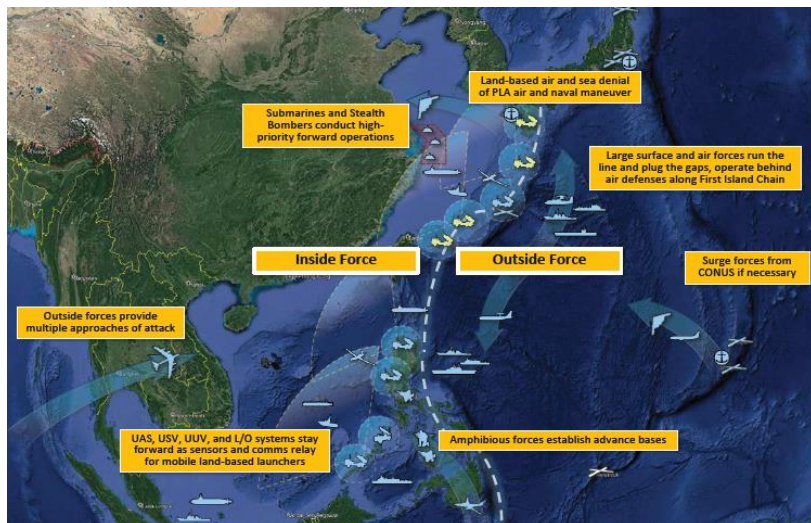 Land-based air and sea denial
of PLA air and naval maneuver
Submarines and Stealth
Bombers conduct high-
priority forward operations
Large surface and air forces run the
line and plug the gaps, operate behind
air defenses along First Island Chain
Inside Force
Outside Force
Surge forces from
CONUS if necessary
Outside forces provide
multiple approaches of attack
UAS, USV, UUV, and L/O systems stay
forward as sensors and comms relay
for mobile land-based launchers
Amphibious forces establish advance bases